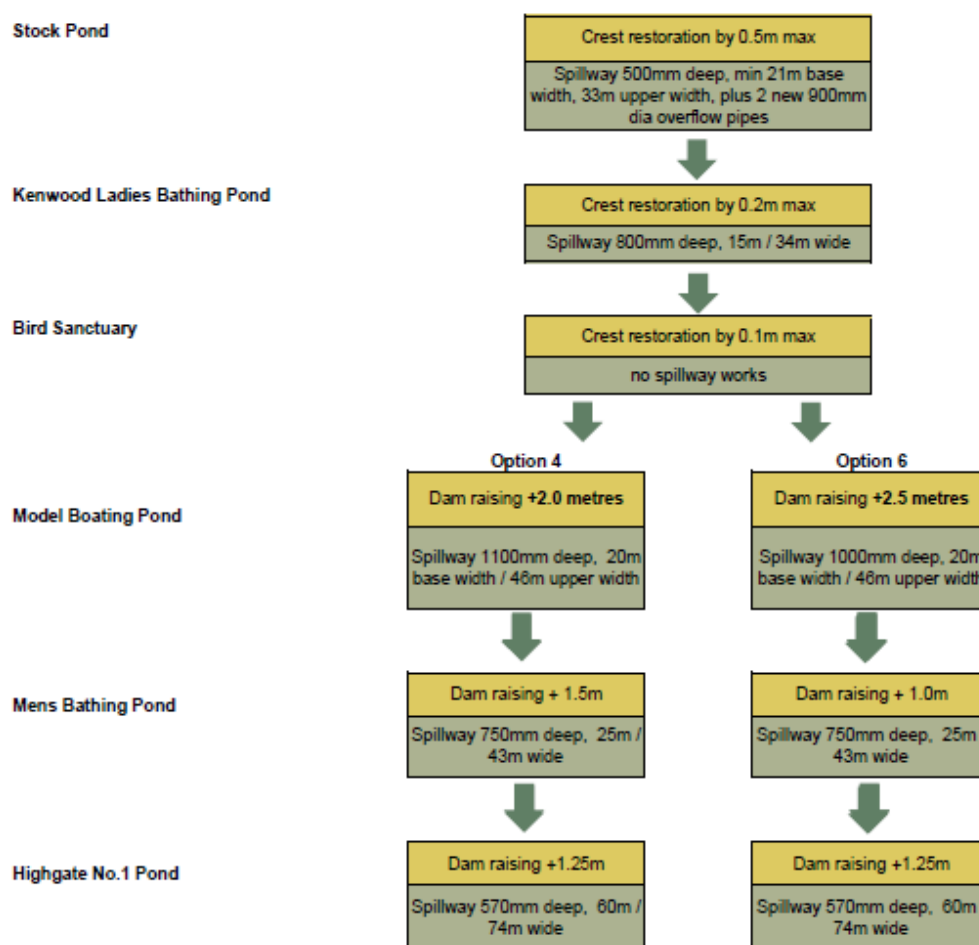 Stock Pond
Crest restoration by 0.5m max
Spillway 500mm deep, min 21m base
width, 33m upper width, plus 2 new 900mm
dia overflow pipes
Kenwood Ladies Bathing Pond
Crest restoration by 0.2m max
Spillway 800mm deep, 15m / 34m wide
Bird Sanctuary
Crest restoration by 0.1m max
no spillway works
Option 4
Option 6
Model Boating Pond
Dam raising +2.0 metres
Spillway 1100mm deep, 20m
base width / 46m upper width
Dam raising +2.5 metres
Spillway 1000mm deep, 20m
base width / 46m upper width
Mens Bathing Pond
Dam raising + 1.5m
Spillway 750mm deep, 25m /
43m wide
Dam raising + 1.0m
Spillway 750mm deep, 25m
43m wide
Highgate No.1 Pond
Dam raising +1.25m
Spillway 570mm deep, 60m /
74m wide
Dam raising +1.25m
Spillway 570mm deep, 60m
74m wide